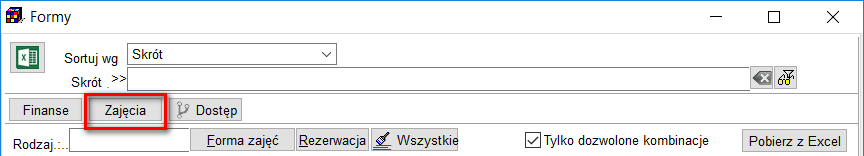 Formy
Sortuj wg Skrót
Skrót .>>
Finanse Zajęcia Dostęp
Rodzaj.:.. Forma zajęć Rezerwacja Wszystkie Tylko dozwolone kombinacje Pobierz z Excel